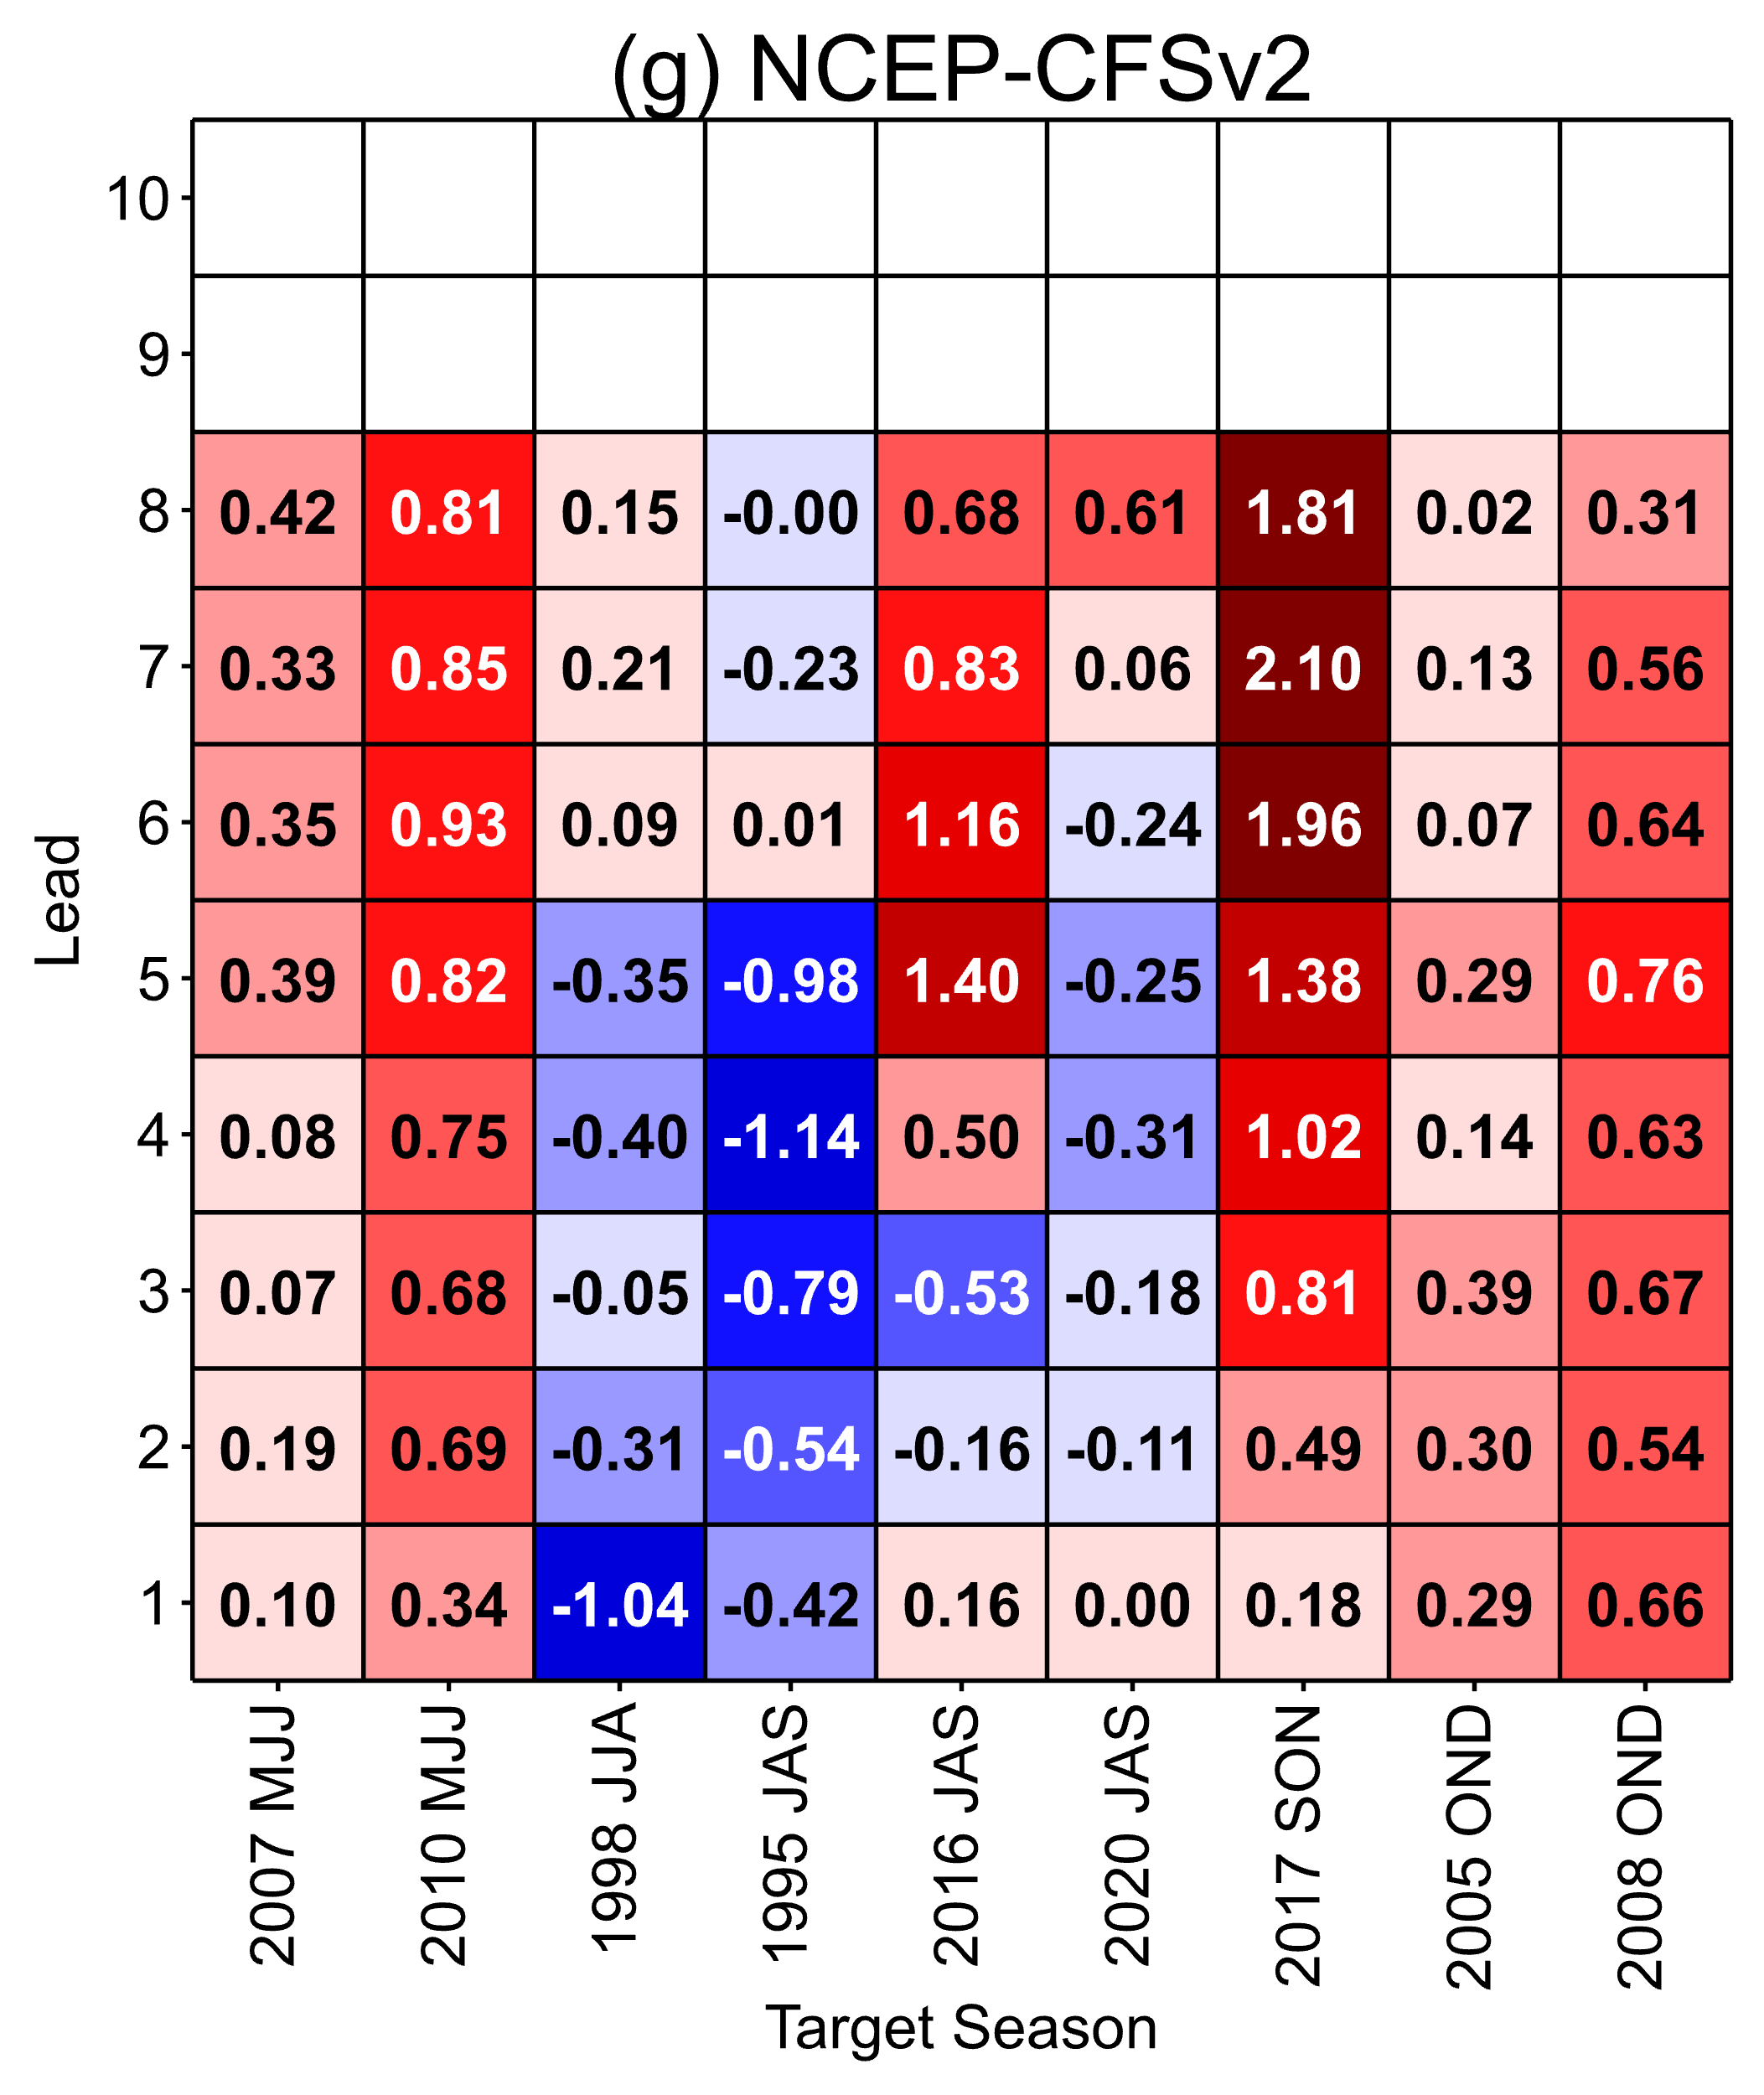 (g) NCEP-CFSv2
10
9
8 0.42 0.81 0.15 -0.00 0.68 0.61 1.81 0.02 0.31
7 0.33 0.85 0.21 -0.23 0.83 0.06 2.10 0.13 0.56
6 0.35 0.93 0.09 0.01 1.16 -0.24 1.96 0.07 0.64
5 0.39 0.82 -0.35 -0.98 1.40 -0.25 1.38 0.29 0.76
4 0.08 0.75 -0.40 -1.14 0.50 -0.31 1.02 0.14 0.63
3 0.07 0.68 -0.05 -0.79 -0.53 -0.18 0.81 0.39 0.67
2 0.19 0.69 -0.31 -0.54 -0.16 -0.11 0.49 0.30 0.54
1 0.10 0.34 -1.04 -0.42 0.16 0.00 0.18 0.29 0.66
Lead
2007 MJJ
2010 MJJ
1998 JJA
1995 JAS
2016 JAS
2020 JAS
2017 SON
2005 OND
2008 OND
Target Season